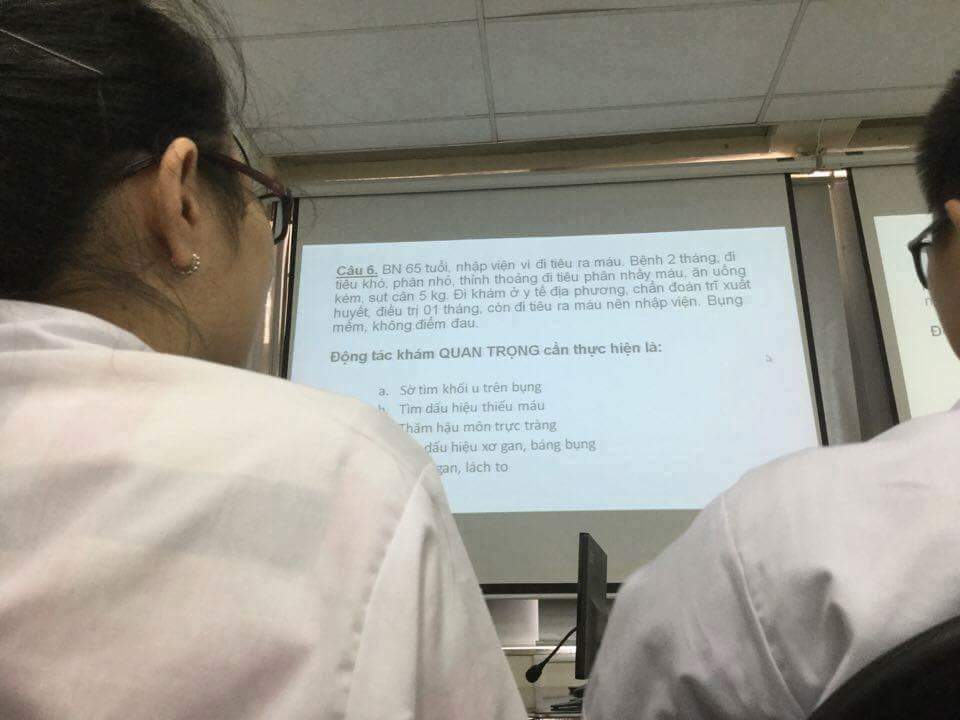 Câu 6. BN 65 tuổi, nhập viện vì đi tiêu ra máu. Bệnh 2 tháng, đi
tiêu khó, phân nhỏ, thỉnh thoảng đi tiêu phân nhầy máu, ăn uống
kém, sụt cân 5 kg. Đi khám ở y tế địa phương, chẩn đoán trĩ xuất
huyết, điều trị 01 tháng, còn đi tiêu ra máu nên nhập viện. Bụng
mềm, không điểm đau.
Động tác khám QUAN TRỌNG cần thực hiện là:
a. Sờ tìm khối u trên bụng
b. Tìm dấu hiệu thiếu máu
Thăm hậu môn trực tràng
dấu hiệu xơ gan, báng bụng
gan, lách to